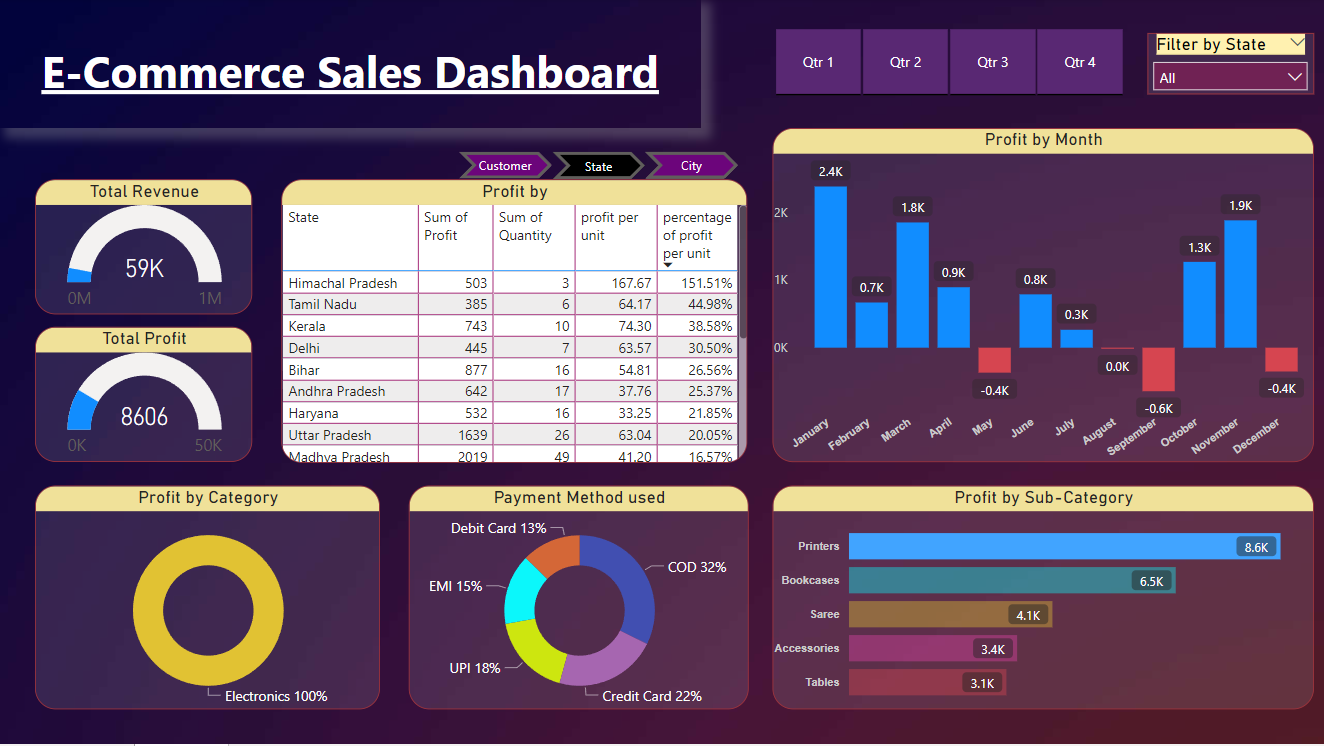 E-Commerce Sales Dashboard
Qtr 1
Qtr 2
Qtr 3
Qtr 4
Filter by State
All
Total Revenue
59K
0M
1M
Total Profit
8606
0K
50K
Customer
State
City
Profit by
State
Sum of Profit
Sum of Quantity
profit per unit
percentage of profit per unit
Himachal Pradesh 503 3 167.67 151.51%
Tamil Nadu 385 6 64.17 44.98%
Kerala 743 10 74.30 38.58%
Delhi 445 7 63.57 30.50%
Bihar 877 16 54.81 26.56%
Andhra Pradesh 642 17 37.76 25.37%
Haryana 532 16 33.25 21.85%
Uttar Pradesh 1639 26 63.04 20.05%
Madhya Pradesh 2019 49 41.20 16.57%
Profit by Month
2K
1K
0K
2.4K
0.7K
1.8K
0.9K
-0.4K
0.8K
0.3K
0.0K
-0.6K
1.3K
1.9K
-0.4K
January
February
March
April
May
June
July
August
September
October
November
December
Profit by Category
Electronics 100%
Payment Method used
Debit Card 13%
COD 32%
EMI 15%
UPI 18%
Credit Card 22%
Profit by Sub-Category
Printers 8.6K
Bookcases 6.5K
Saree 4.1K
Accessories 3.4K
Tables 3.1K